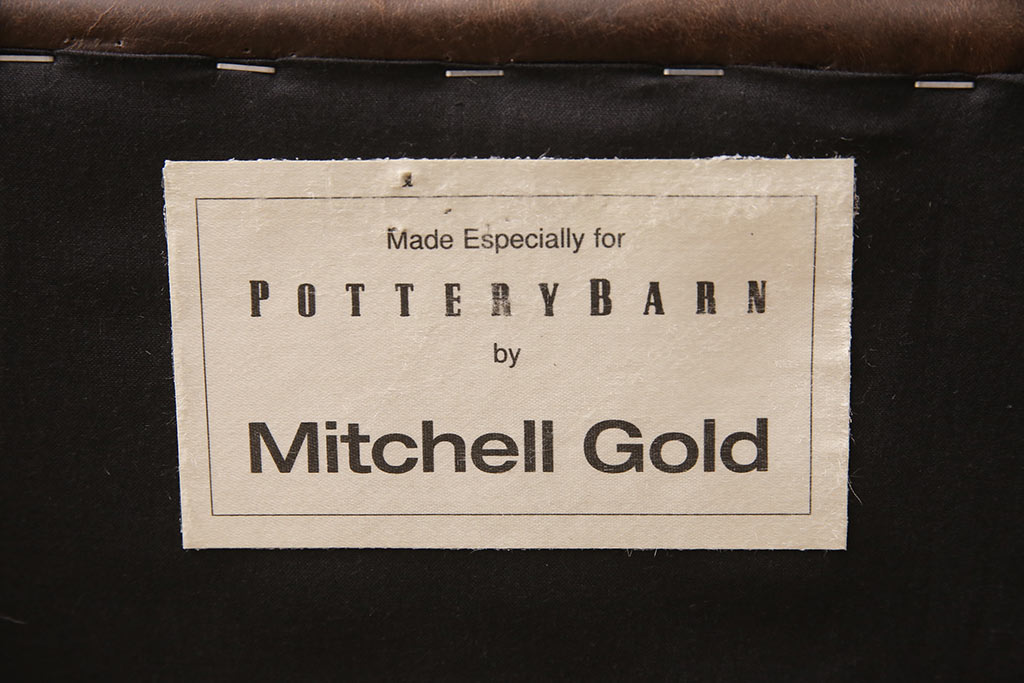 Made Especially for
POTTERYBARN
by
Mitchell Gold